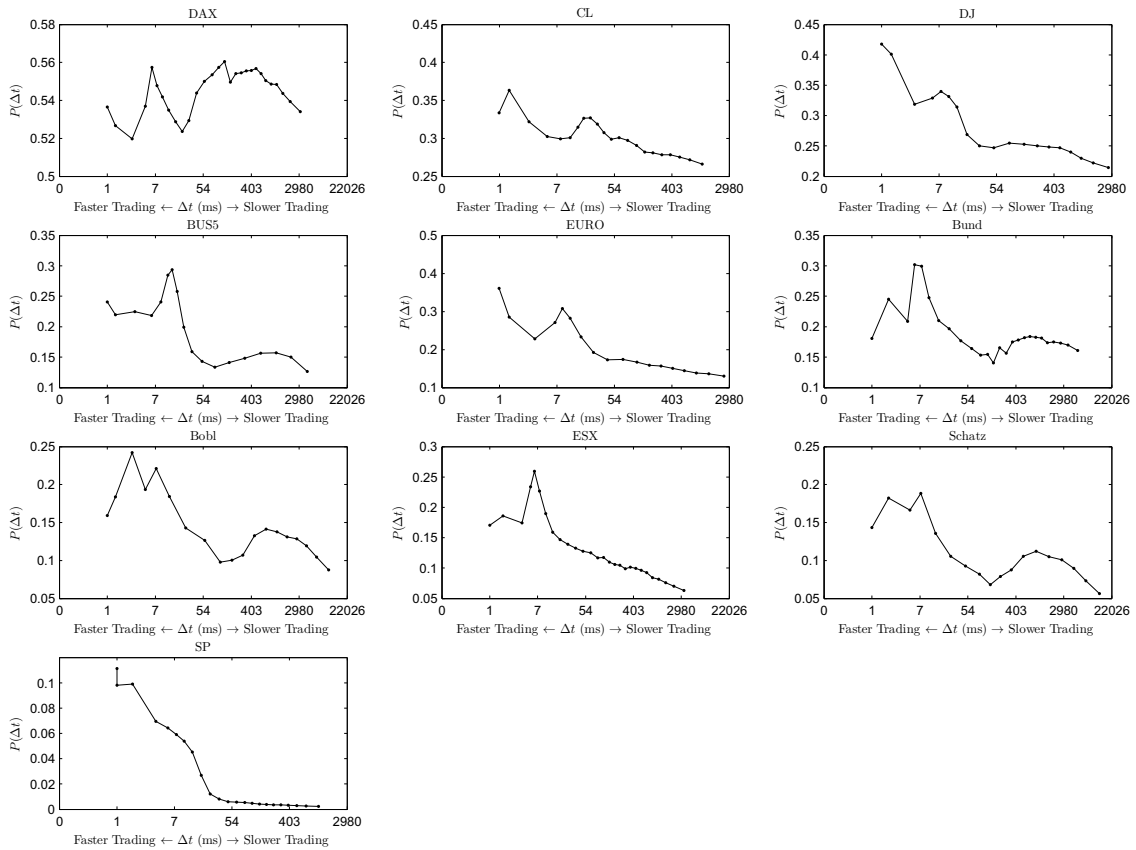 DAX
0.58
0.56
0.54
0.52
0.5
P(Δt)
0 1 7 54 403 2980 22026
Faster Trading ← Δt (ms) → Slower Trading
CL
0.45
0.4
0.35
0.3
0.25
P(Δt)
0 1 7 54 403 2980
Faster Trading ← Δt (ms) → Slower Trading
DJ
0.45
0.4
0.35
0.3
0.25
0.2
P(Δt)
0 1 7 54 403 2980
Faster Trading ← Δt (ms) → Slower Trading
BUS5
0.35
0.3
0.25
0.2
0.15
0.1
P(Δt)
0 1 7 54 403 2980 22026
Faster Trading ← Δt (ms) → Slower Trading
EURO
0.5
0.4
0.3
0.2
0.1
P(Δt)
0 1 7 54 403 2980
Faster Trading ← Δt (ms) → Slower Trading
Bund
0.35
0.3
0.25
0.2
0.15
0.1
P(Δt)
0 1 7 54 403 2980 22026
Faster Trading ← Δt (ms) → Slower Trading
Bobl
0.25
0.2
0.15
0.1
0.05
P(Δt)
0 1 7 54 403 2980 22026
Faster Trading ← Δt (ms) → Slower Trading
ESX
0.3
0.25
0.2
0.15
0.1
0.05
P(Δt)
0 1 7 54 403 2980 22026
Faster Trading ← Δt (ms) → Slower Trading
Schatz
0.25
0.2
0.15
0.1
0.05
P(Δt)
0 1 7 54 403 2980 22026
Faster Trading ← Δt (ms) → Slower Trading
SP
0.1
0.08
0.06
0.04
0.02
0
P(Δt)
0 1 7 54 403 2980
Faster Trading ← Δt (ms) → Slower Trading